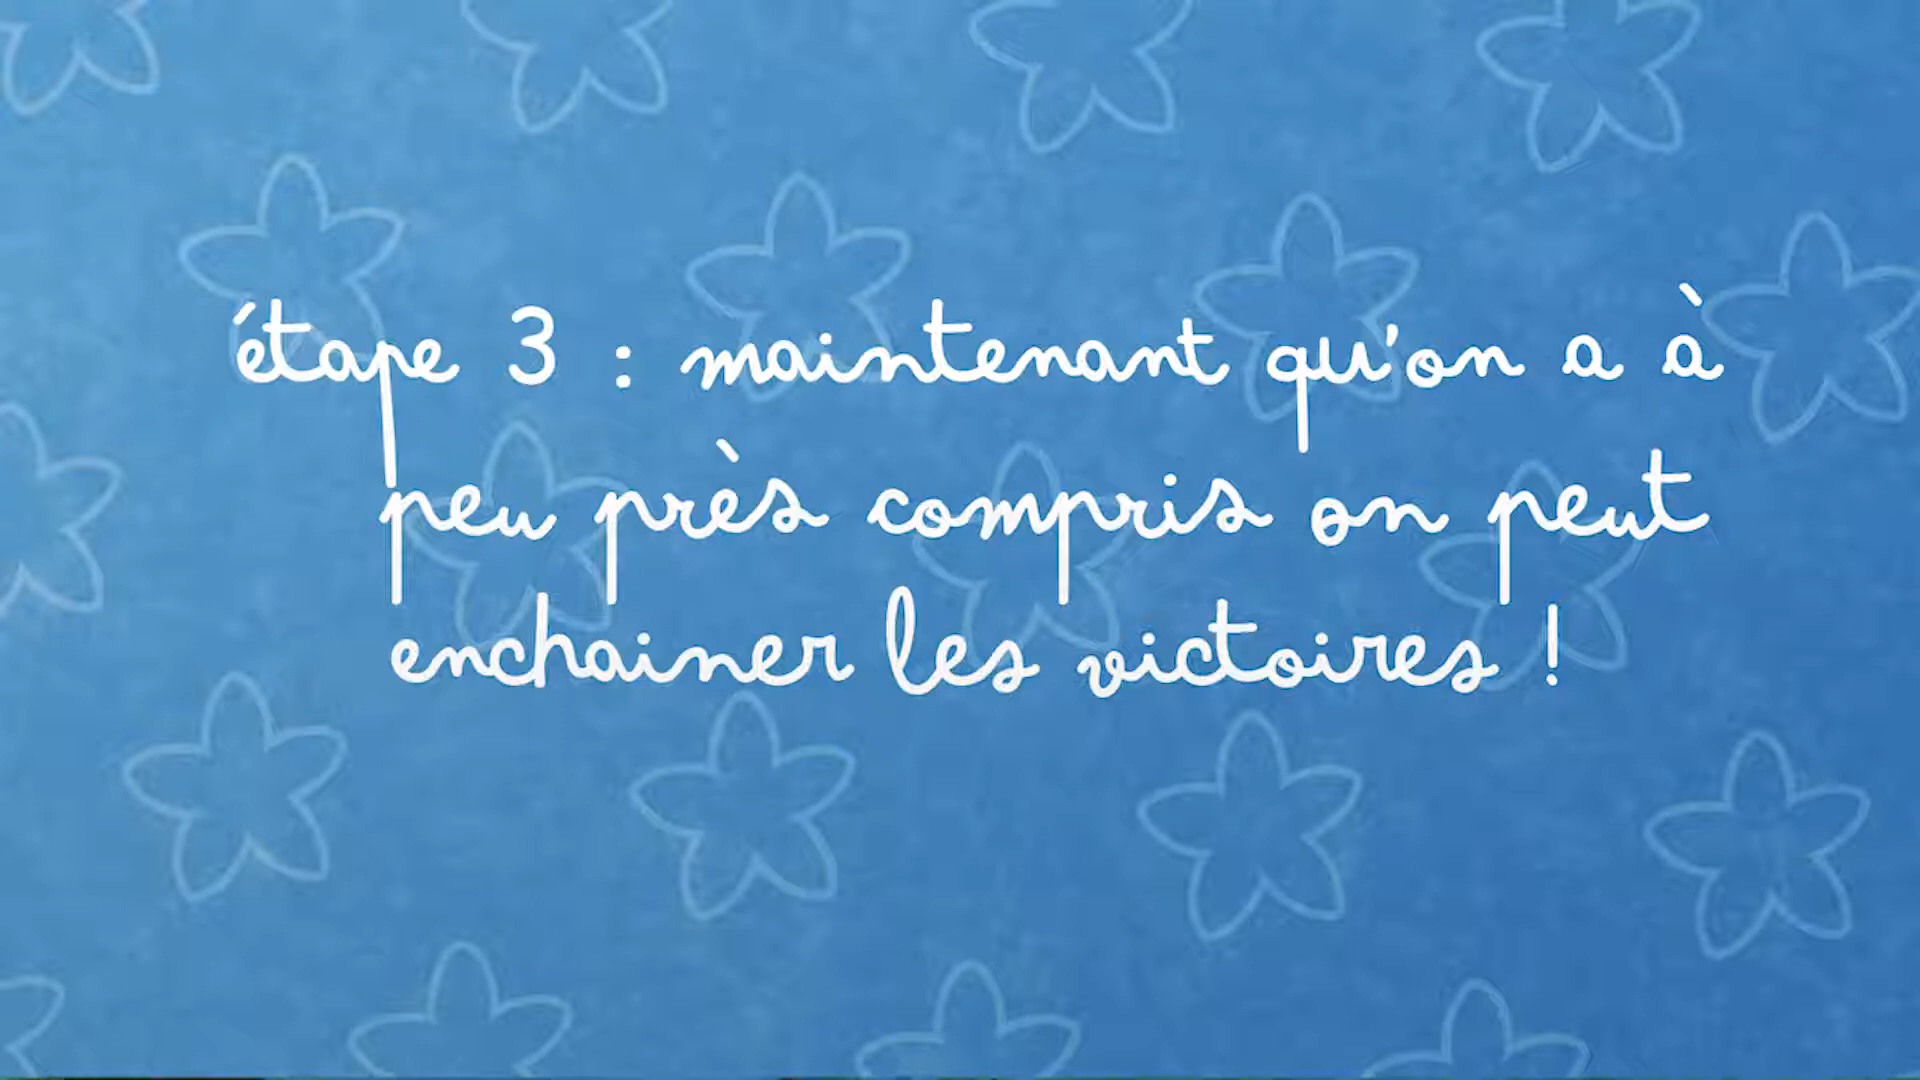 étape 3 : maintenant qu'on a à
peu près compris on peut
enchainer les victoires !